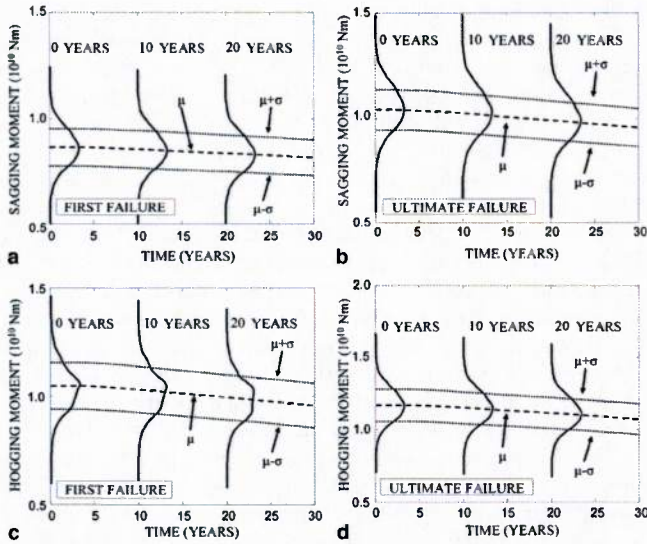 0 YEARS 10 YEARS 20 YEARS
μ
μ+σ
μ-σ
FIRST FAILURE
SAGGING MOMENT (10¹⁰ Nm)
1.5
1.0
0.5
0 5 10 15 20 25 30
TIME (YEARS)
a
0 YEARS 10 YEARS 20 YEARS
μ+σ
μ
μ-σ
ULTIMATE FAILURE
SAGGING MOMENT (10¹⁰ Nm)
1.5
1.0
0.5
0 5 10 15 20 25 30
TIME (YEARS)
b
0 YEARS 10 YEARS 20 YEARS
μ+σ
μ
μ-σ
FIRST FAILURE
HOGGING MOMENT (10¹⁰ Nm)
1.5
1.0
0.5
0 5 10 15 20 25 30
TIME (YEARS)
c
0 YEARS 10 YEARS 20 YEARS
μ+σ
μ
μ-σ
ULTIMATE FAILURE
HOGGING MOMENT (10¹⁰ Nm)
2.0
1.5
1.0
0.5
0 5 10 15 20 25 30
TIME (YEARS)
d